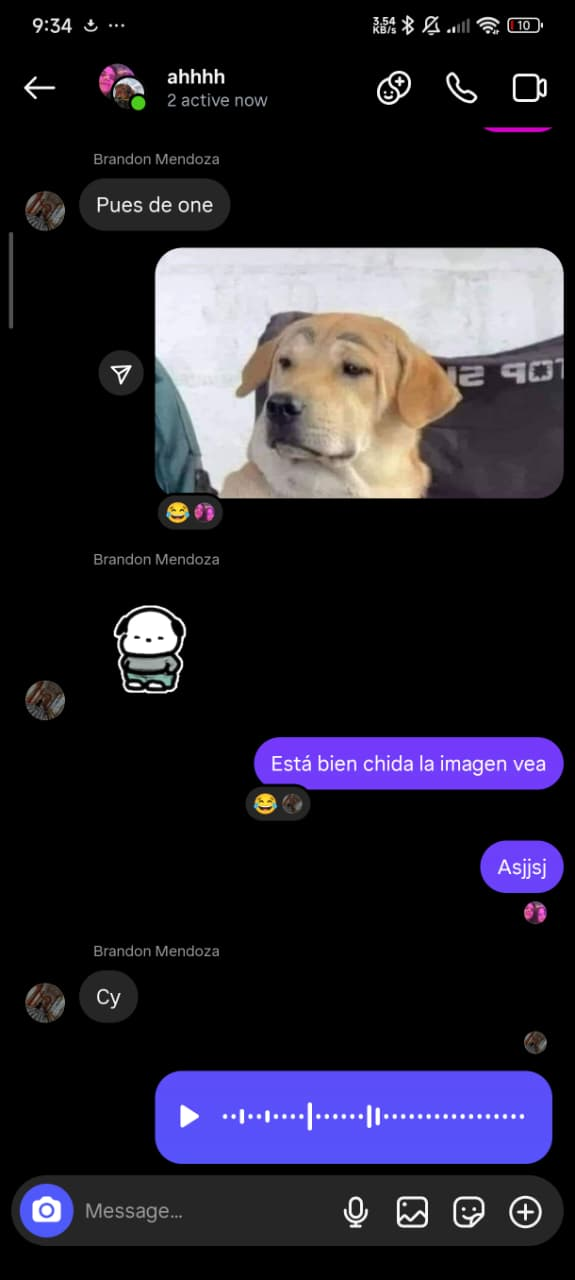 9:34
3.54
KB/s
10
ahhhh
2 active now
Brandon Mendoza
Pues de one
Brandon Mendoza
Está bien chida la imagen vea
Asjjsj
Brandon Mendoza
Cy
Message...